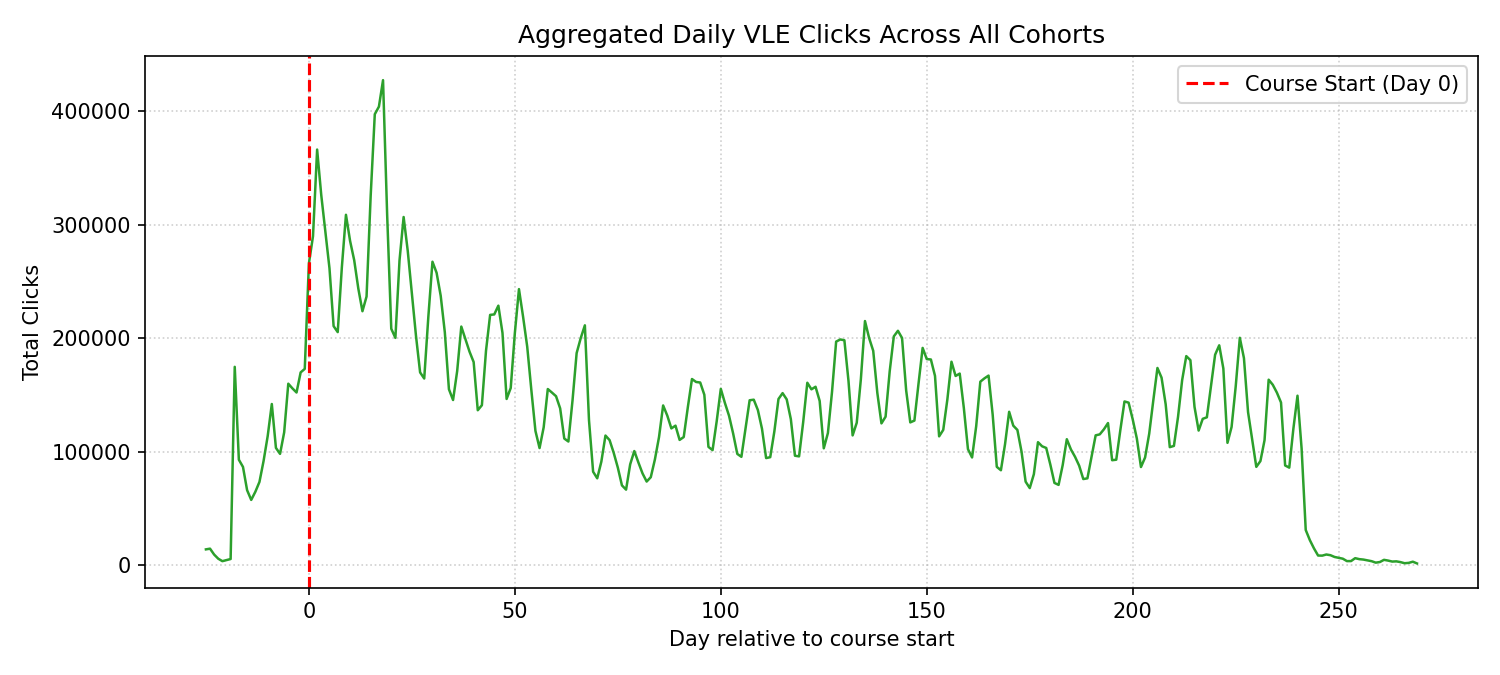 Aggregated Daily VLE Clicks Across All Cohorts
Course Start (Day 0)
Total Clicks
400000
300000
200000
100000
0
0 50 100 150 200 250
Day relative to course start